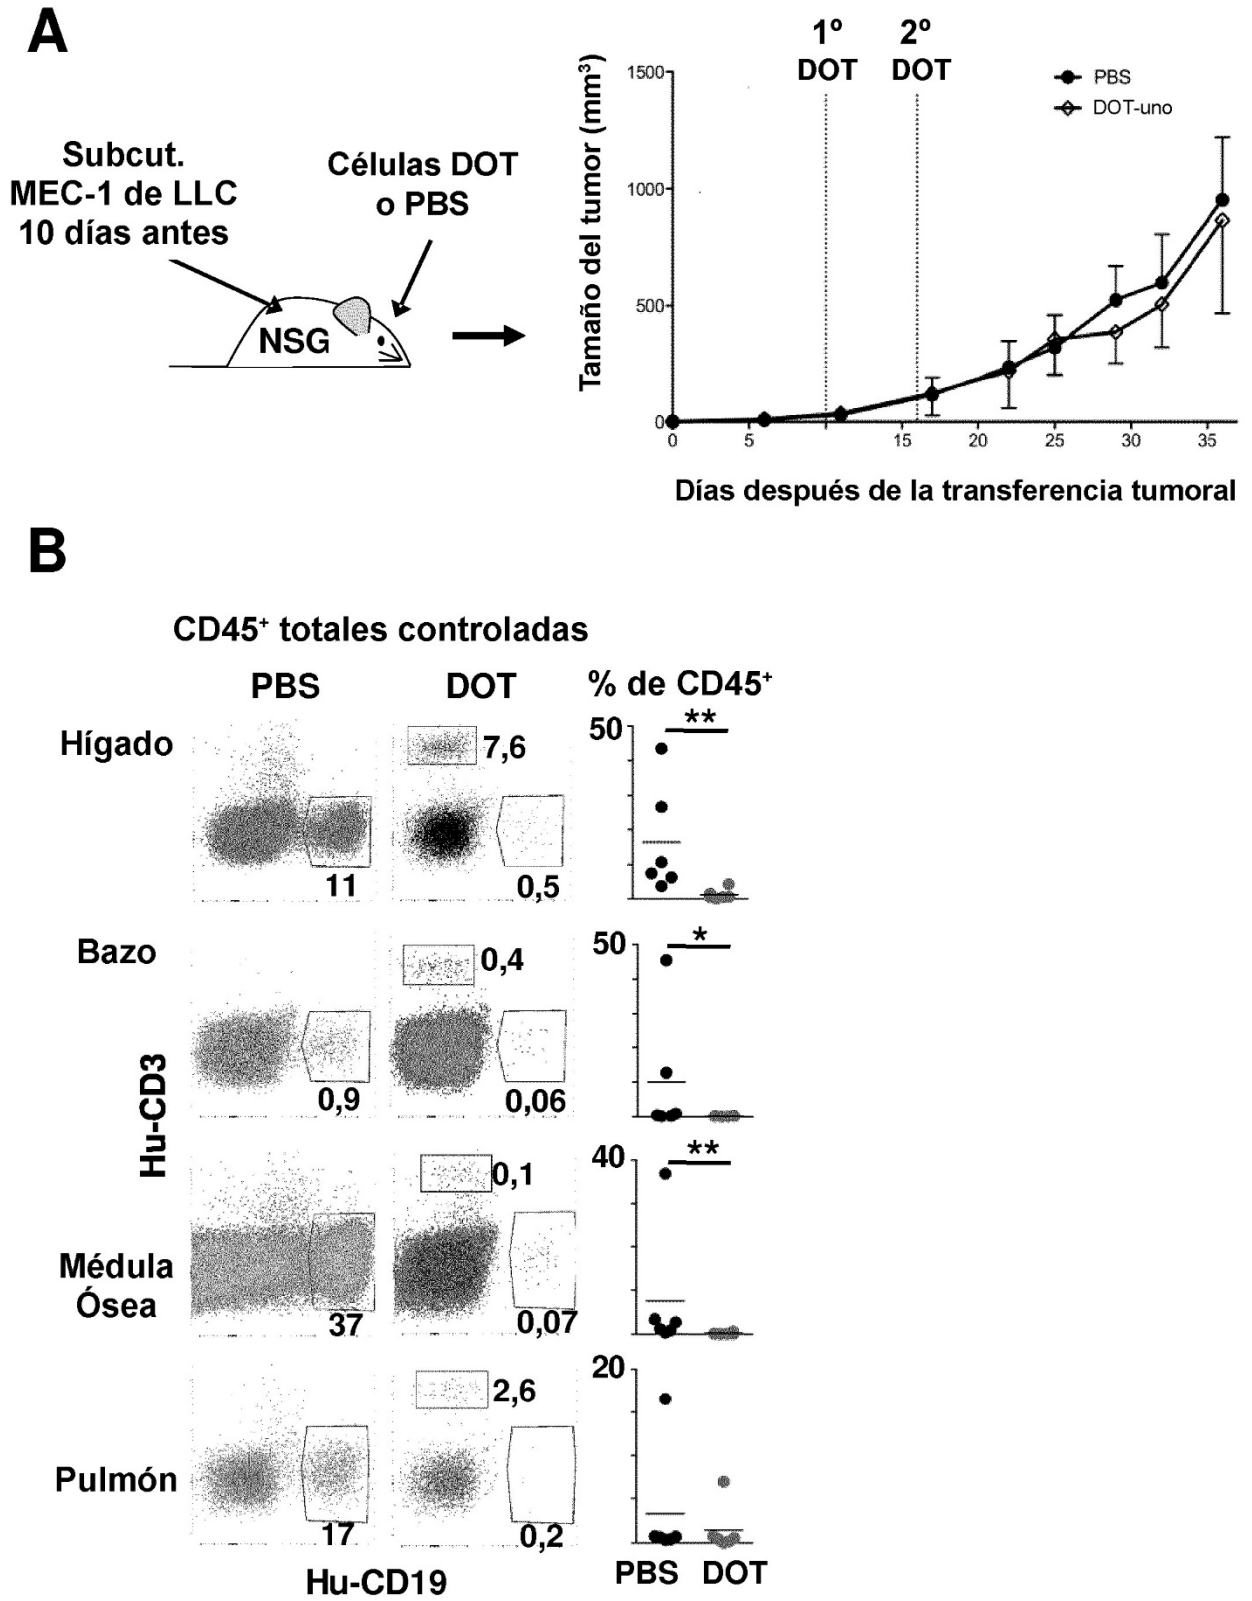 A
Subcut.
MEC-1 de LLC
10 días antes
Células DOT
o PBS
NSG
1º
DOT
2º
DOT
PBS
DOT-uno
Tamaño del tumor (mm³)
1500
1000
500
0
0
5
15
20
25
30
35
Días después de la transferencia tumoral
B
CD45⁺ totales controladas
PBS
DOT
% de CD45⁺
Hígado
7,6
11
0,5
50
**
Bazo
0,4
0,9
0,06
50
*
Hu-CD3
Médula
Ósea
0,1
37
0,07
40
**
Pulmón
2,6
17
0,2
20
PBS
DOT
Hu-CD19